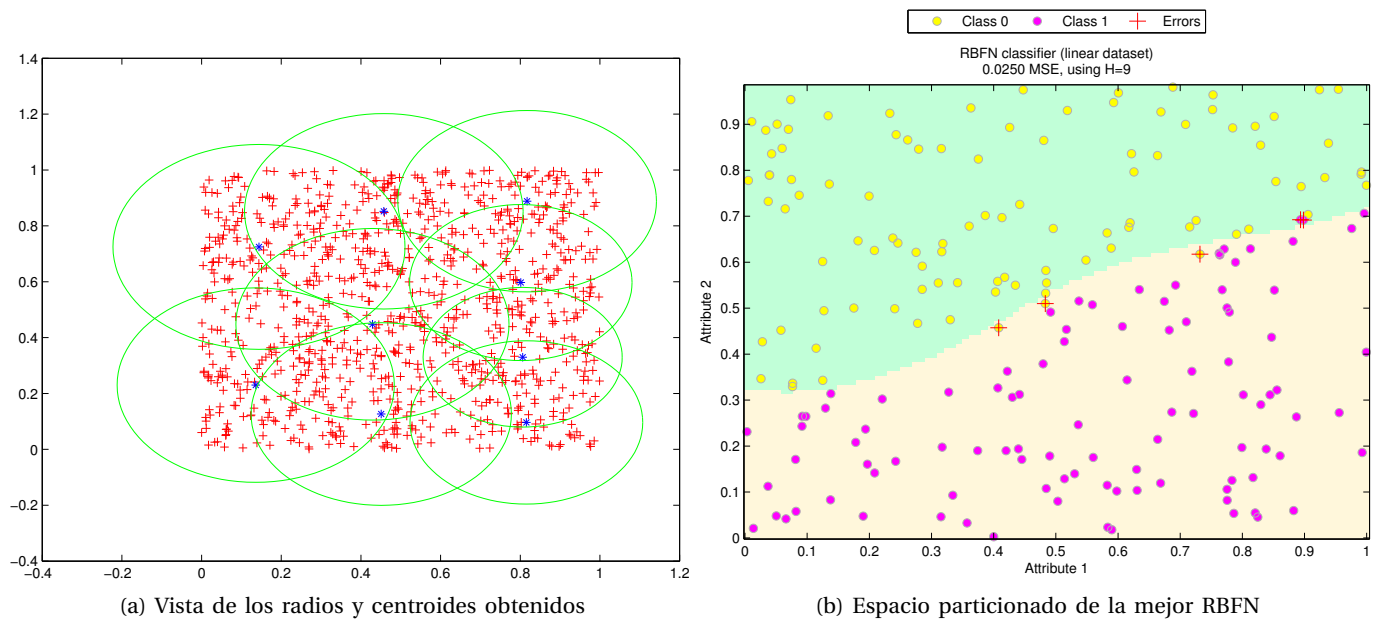 1.4
1.2
1
0.8
0.6
0.4
0.2
0
−0.2
−0.4
−0.4 −0.2 0 0.2 0.4 0.6 0.8 1 1.2
(a) Vista de los radios y centroides obtenidos
Class 0 Class 1 Errors
RBFN classifier (linear dataset)
0.0250 MSE, using H=9
Attribute 2
0.9
0.8
0.7
0.6
0.5
0.4
0.3
0.2
0.1
0
0 0.1 0.2 0.3 0.4 0.5 0.6 0.7 0.8 0.9 1
Attribute 1
(b) Espacio particionado de la mejor RBFN